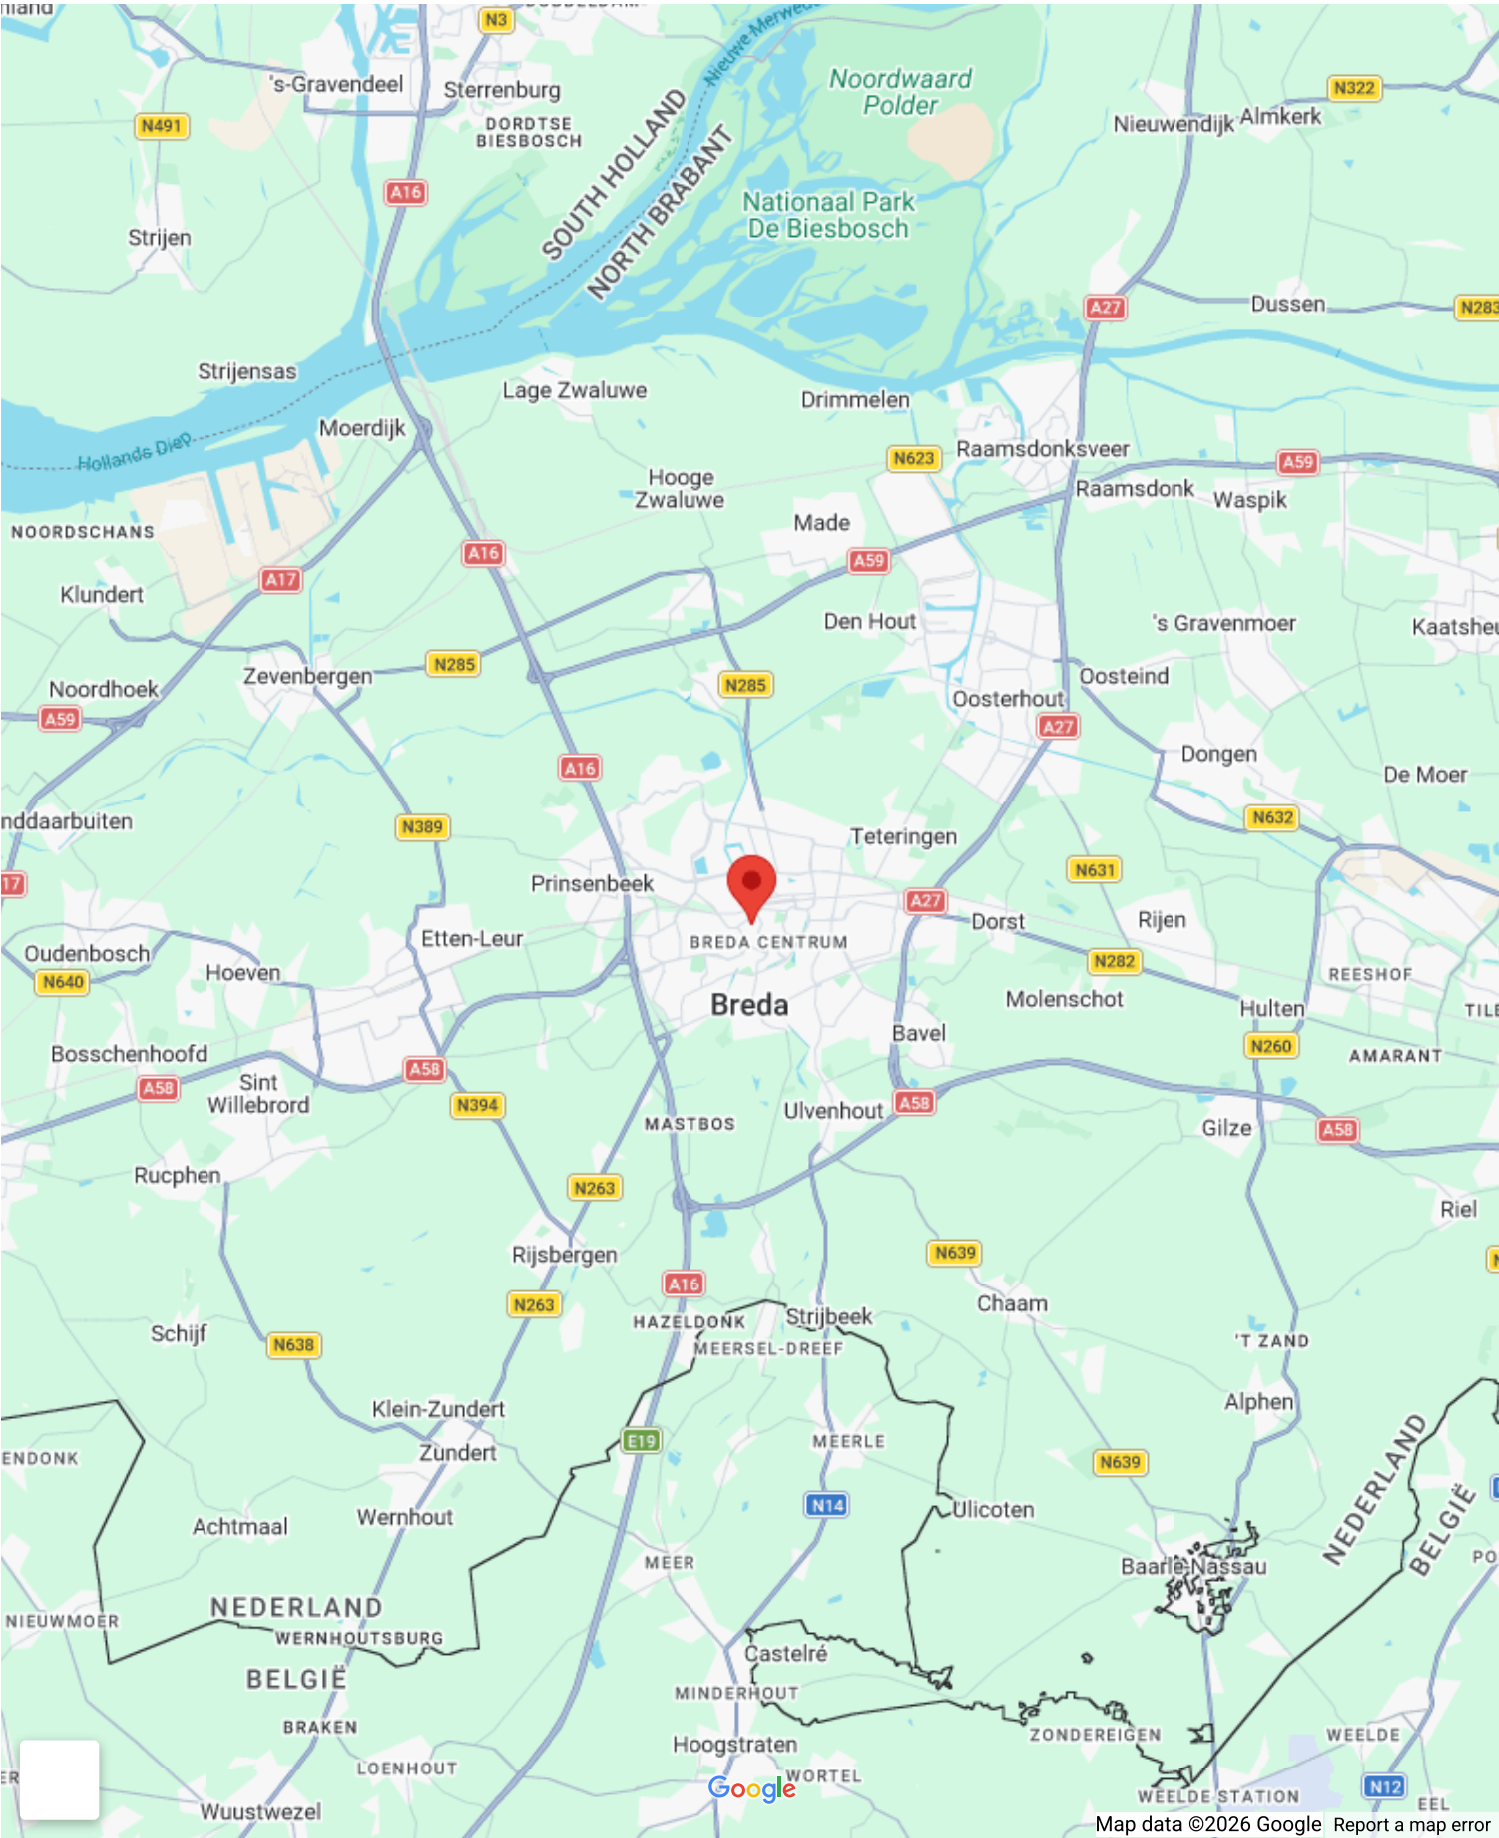 N3
's-Gravendeel
Sterrenburg
Nieuwe Merwede
Noordwaard
Polder
N322
N491
DORDTSE
BIESBOSCH
Nieuwendijk
Almkerk
SOUTH HOLLAND
NORTH BRABANT
A16
Nationaal Park
De Biesbosch
Strijen
A27
Dussen
N283
Strijensas
Lage Zwaluwe
Drimmelen
Moerdijk
Hollands Diep
N623
Raamsdonksveer
A59
Hooge
Zwaluwe
Raamsdonk
Waspik
NOORDSCHANS
Made
A16
A59
A17
Klundert
Den Hout
's Gravenmoer
Kaatsheu
N285
Zevenbergen
N285
Oosteind
Noordhoek
Oosterhout
A59
A27
Dongen
A16
De Moer
nddaarbuiten
N389
Teteringen
N632
N631
17
Prinsenbeek
A27
Dorst
Rijen
Etten-Leur
BREDA CENTRUM
Oudenbosch
N640
Hoeven
N282
REESHOF
Breda
Molenschot
Hulten
TILB
Bavel
N260
Bosschenhoofd
AMARANT
A58
A58
Sint
Willebrord
N394
Ulvenhout
A58
MASTBOS
Gilze
A58
Rucphen
N263
Riel
Rijsbergen
N639
A16
N263
Chaam
HAZELDONK
Strijbeek
Schijf
N638
MEERSEL-DREEF
'T ZAND
Klein-Zundert
Alphen
E19
MEERLE
Zundert
ENDONK
N639
NEDERLAND
BELGIË
N14
Ulicoten
Achtmaal
Wernhout
MEER
Baarle-Nassau
PO
NEDERLAND
NIEUWMOER
WERNHOUTSBURG
Castelré
BELGIË
MINDERHOUT
BRAKEN
ZONDEREIGEN
WEELDE
Hoogstraten
LOENHOUT
WORTEL
ER
Google
N12
WEELDE STATION
EEL
Wuustwezel
Map data ©2026 Google
Report a map error